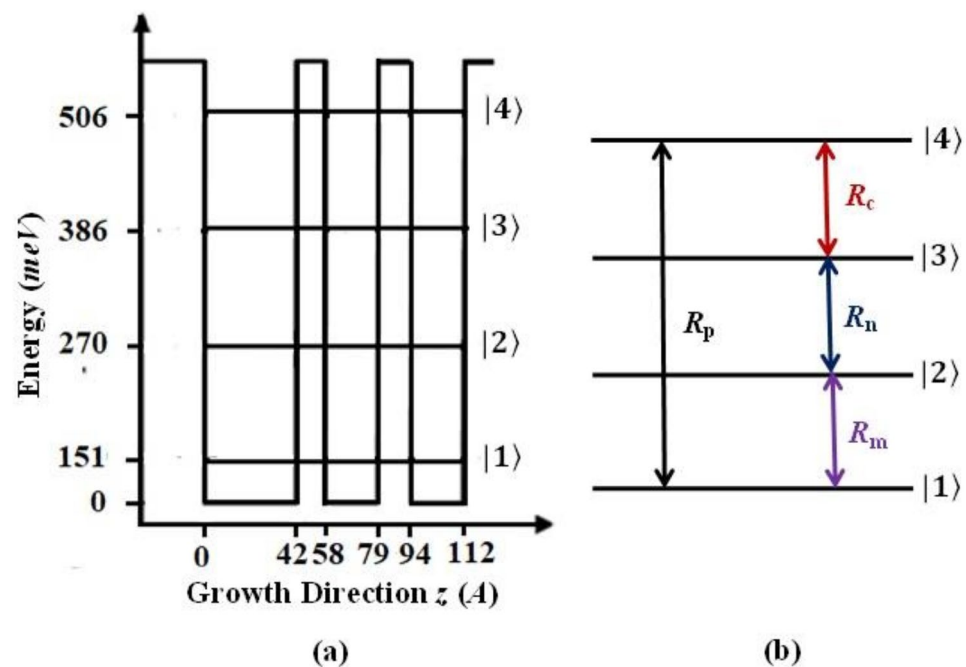 Energy (meV)
506
386
270
151
0
|4⟩
|3⟩
|2⟩
|1⟩
0 42 58 79 94 112
Growth Direction z (A)
(a)
|4⟩
|3⟩
|2⟩
|1⟩
Rp
Rc
Rn
Rm
(b)